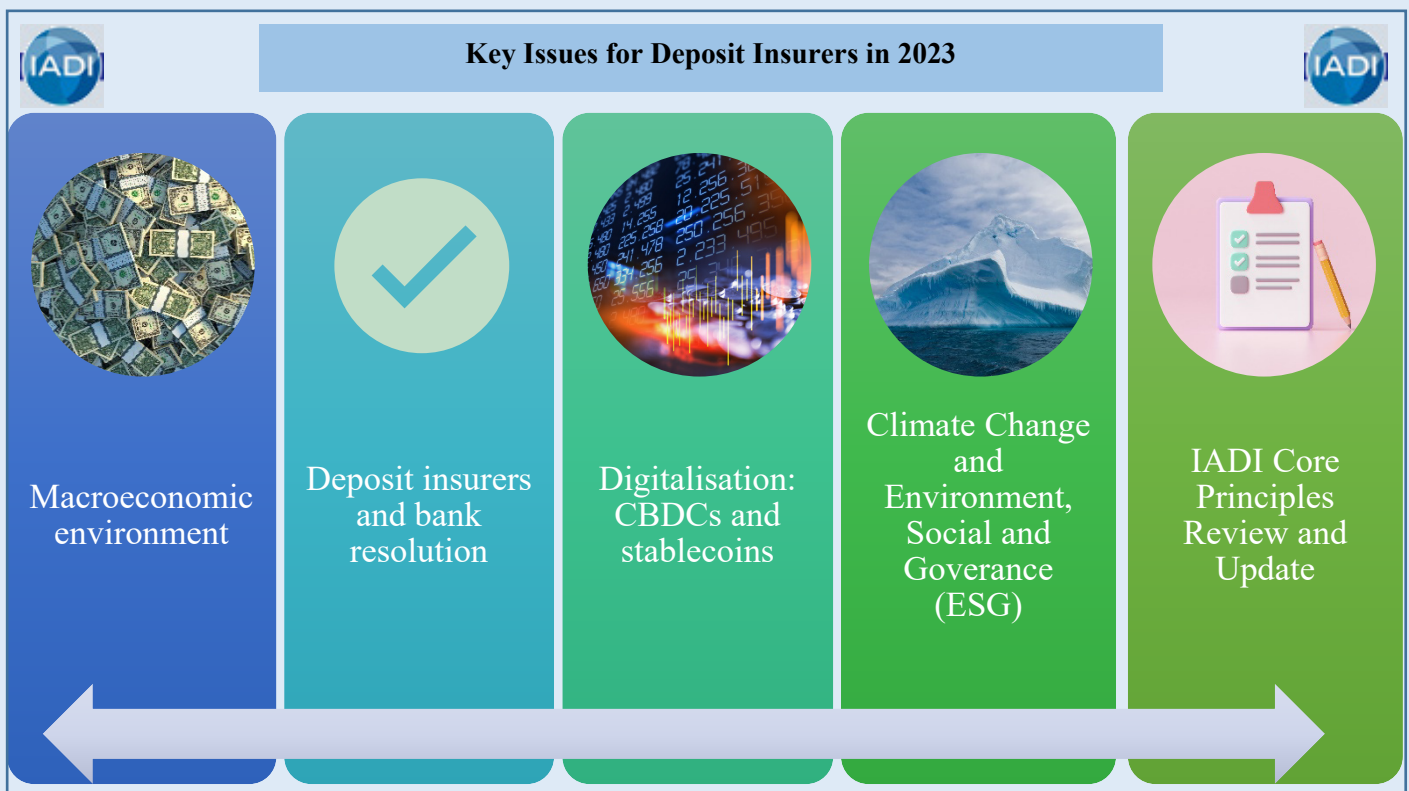 IADI
Key Issues for Deposit Insurers in 2023
IADI
Macroeconomic
environment
Deposit insurers
and bank
resolution
Digitalisation:
CBDCs and
stablecoins
Climate Change
and
Environment,
Social and
Goverance
(ESG)
IADI Core
Principles
Review and
Update